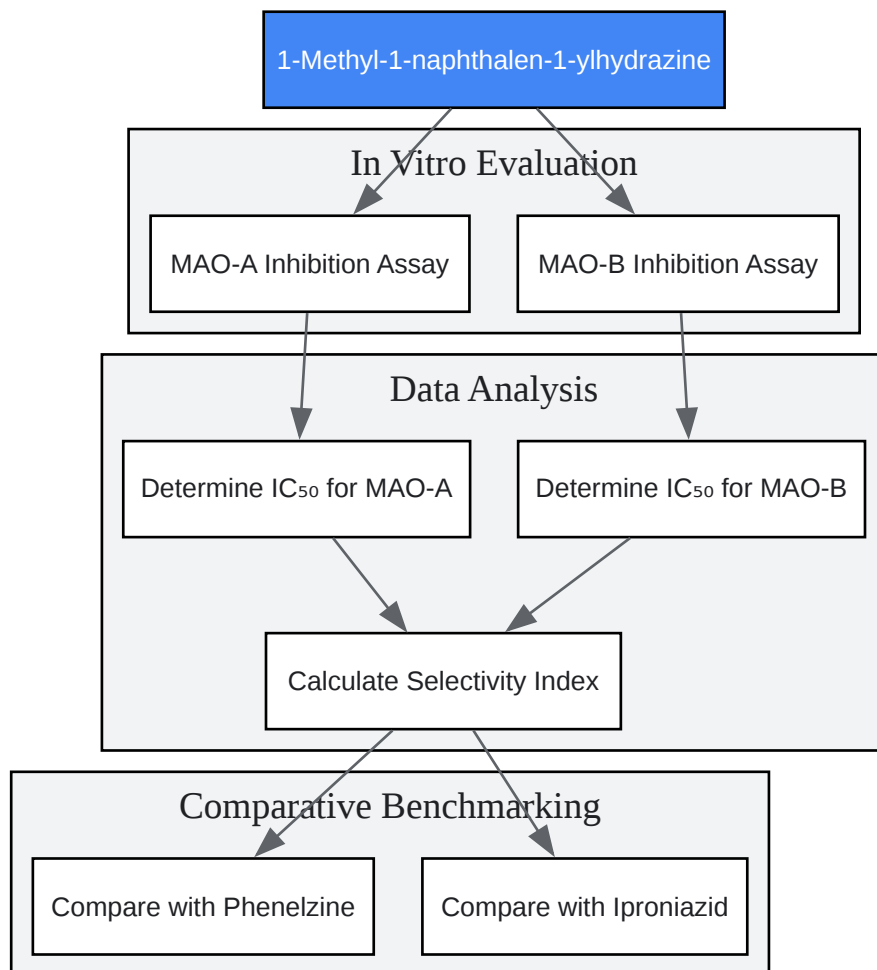 1-Methyl-1-naphthalen-1-ylhydrazine
In Vitro Evaluation
MAO-A Inhibition Assay
MAO-B Inhibition Assay
Data Analysis
Determine IC₅₀ for MAO-A
Determine IC₅₀ for MAO-B
Calculate Selectivity Index
Comparative Benchmarking
Compare with Phenelzine
Compare with Iproniazid